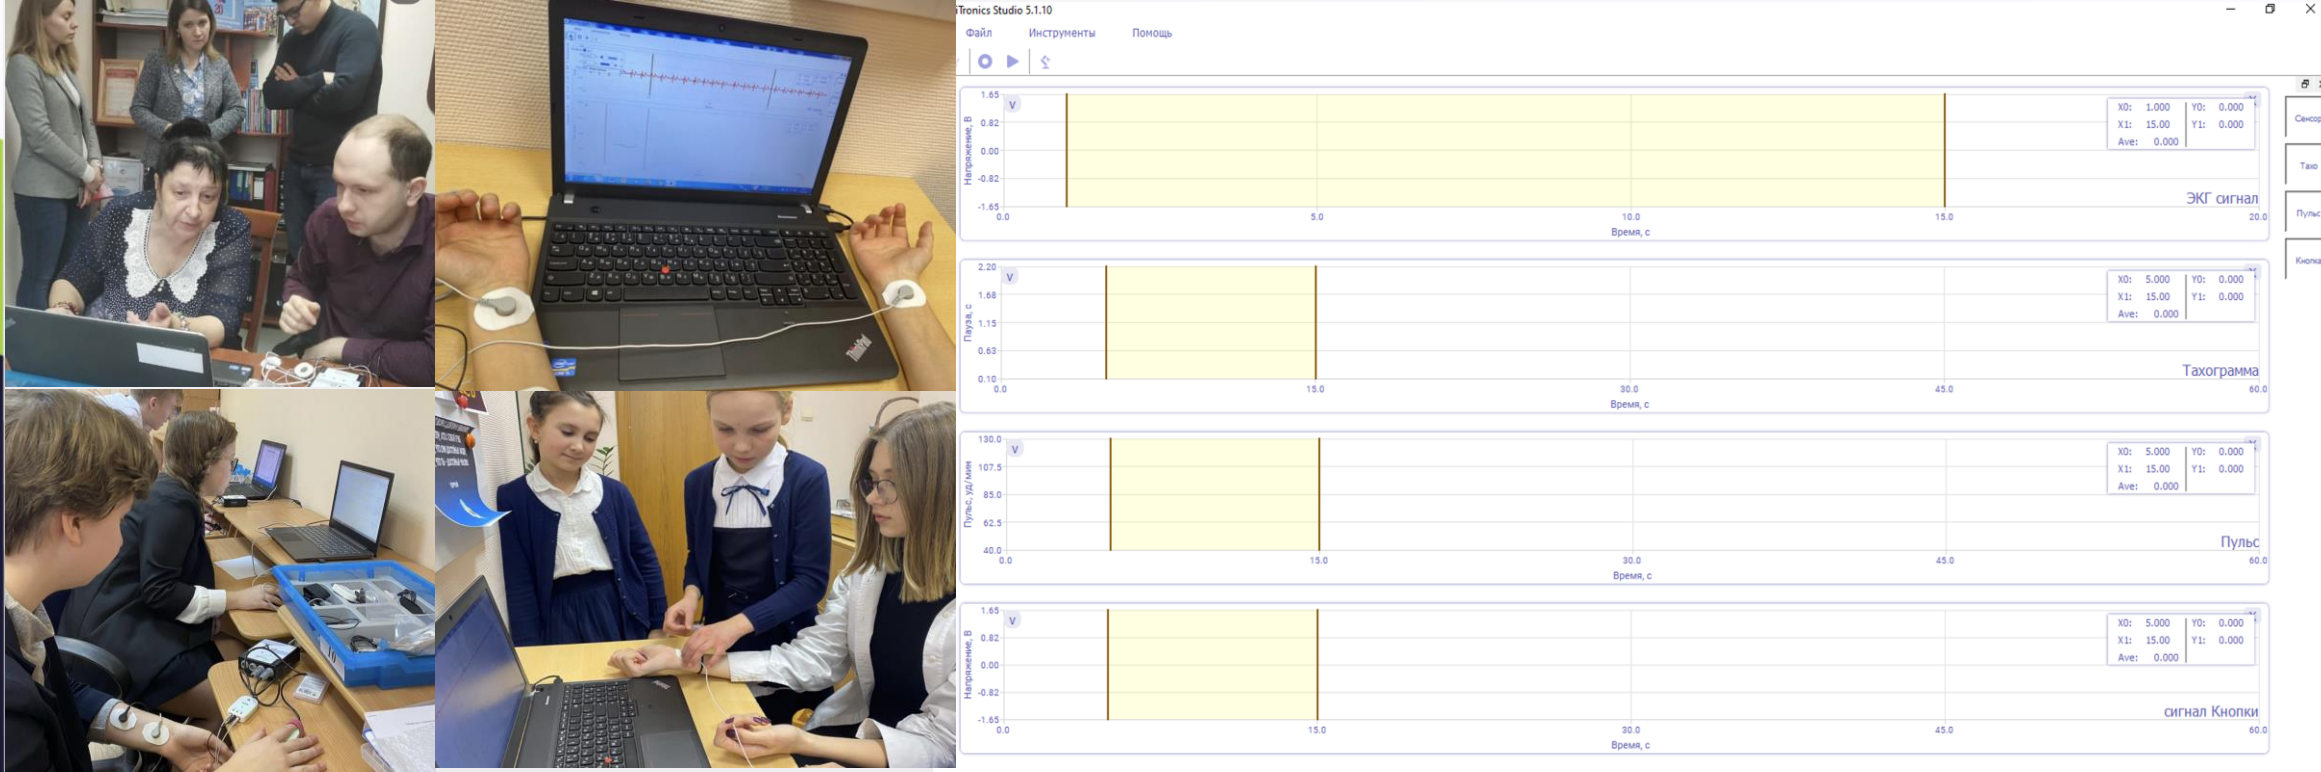 iTronics Studio 5.1.10
Файл Инструменты Помощь
V
1.65
0.82
0.00
-0.82
-1.65
Напряжение, В
X0: 1.000 Y0: 0.000
X1: 15.00 Y1: 0.000
Ave: 0.000
ЭКГ сигнал
0.0 5.0 10.0 15.0 20.0
Время, с
V
2.20
1.68
1.15
0.63
0.10
Пауза, с
X0: 5.000 Y0: 0.000
X1: 15.00 Y1: 0.000
Ave: 0.000
Тахограмма
0.0 15.0 30.0 45.0 60.0
Время, с
V
130.0
107.5
85.0
62.5
40.0
Пульс, уд/мин
X0: 5.000 Y0: 0.000
X1: 15.00 Y1: 0.000
Ave: 0.000
Пульс
0.0 15.0 30.0 45.0 60.0
Время, с
V
1.65
0.82
0.00
-0.82
-1.65
Напряжение, В
X0: 5.000 Y0: 0.000
X1: 15.00 Y1: 0.000
Ave: 0.000
сигнал Кнопки
0.0 15.0 30.0 45.0 60.0
Время, с
Сенсор
Тахо
Пульс
Кнопка
ThinkPad
intel
10